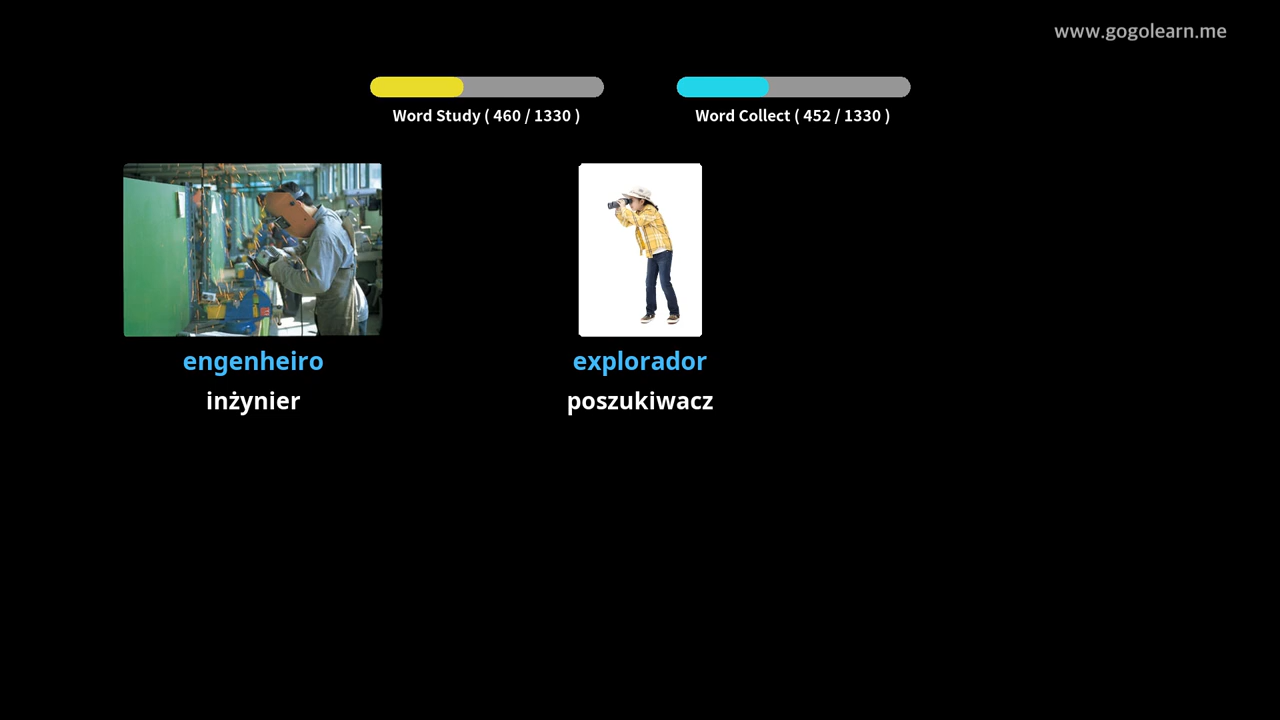 www.gogolearn.me
Word Study ( 460 / 1330 )
Word Collect ( 452 / 1330 )
engenheiro
inżynier
explorador
poszukiwacz